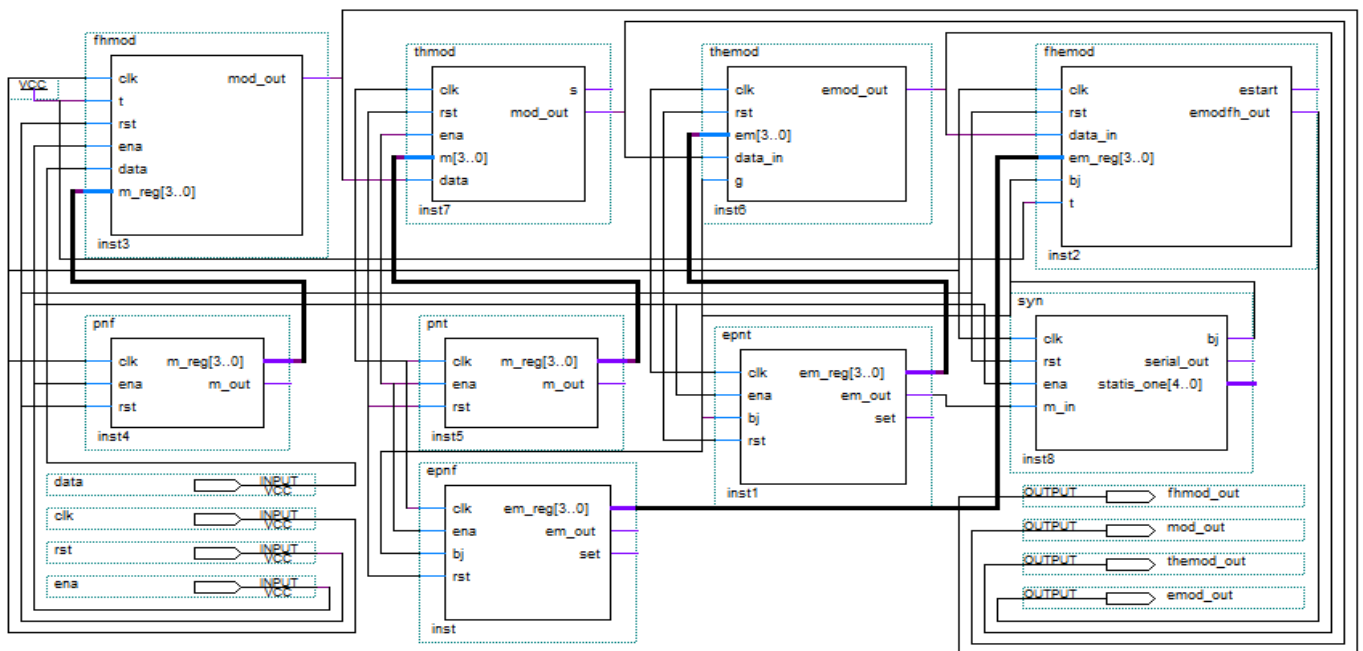 fhmod
clk mod_out
t
rst
ena
data
m_reg[3..0]
inst3
VCC
thmod
clk s
rst mod_out
ena
m[3..0]
data
inst7
themod
clk emod_out
rst
em[3..0]
data_in
g
inst6
fhemod
clk estart
rst emodfh_out
data_in
em_reg[3..0]
bj
t
inst2
pnf
clk m_reg[3..0]
ena m_out
rst
inst4
pnt
clk m_reg[3..0]
ena m_out
rst
inst5
epnt
clk em_reg[3..0]
ena em_out
bj set
rst
inst1
syn
clk bj
rst serial_out
ena statis_one[4..0]
m_in
inst8
epnf
clk em_reg[3..0]
ena em_out
bj set
rst
inst
data INPUT
VCC
clk INPUT
VCC
rst INPUT
VCC
ena INPUT
VCC
OUTPUT fhmod_out
OUTPUT mod_out
OUTPUT themod_out
OUTPUT emod_out